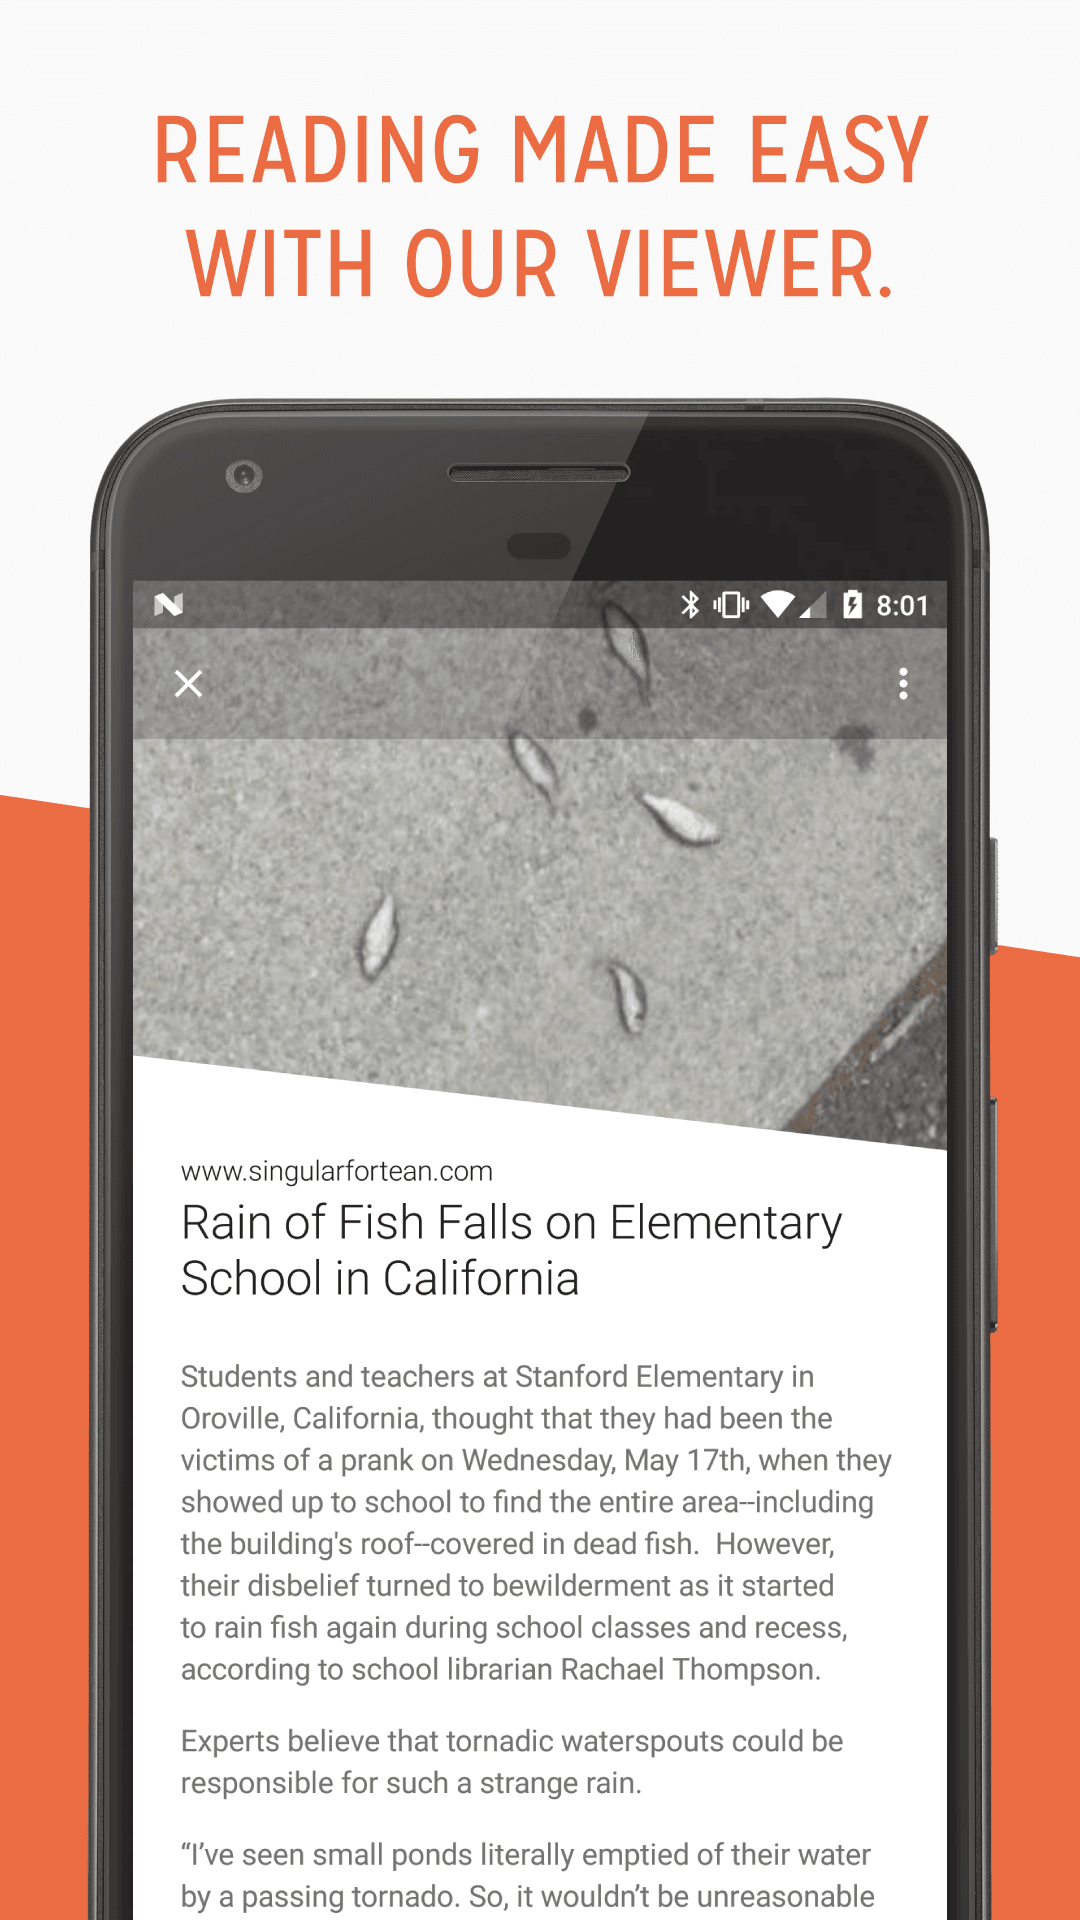 READING MADE EASY
WITH OUR VIEWER.
8:01
www.singularfortean.com
Rain of Fish Falls on Elementary
School in California
Students and teachers at Stanford Elementary in
Oroville, California, thought that they had been the
victims of a prank on Wednesday, May 17th, when they
showed up to school to find the entire area--including
the building's roof--covered in dead fish.  However,
their disbelief turned to bewilderment as it started
to rain fish again during school classes and recess,
according to school librarian Rachael Thompson.
Experts believe that tornadic waterspouts could be
responsible for such a strange rain.
“I’ve seen small ponds literally emptied of their water
by a passing tornado. So, it wouldn’t be unreasonable